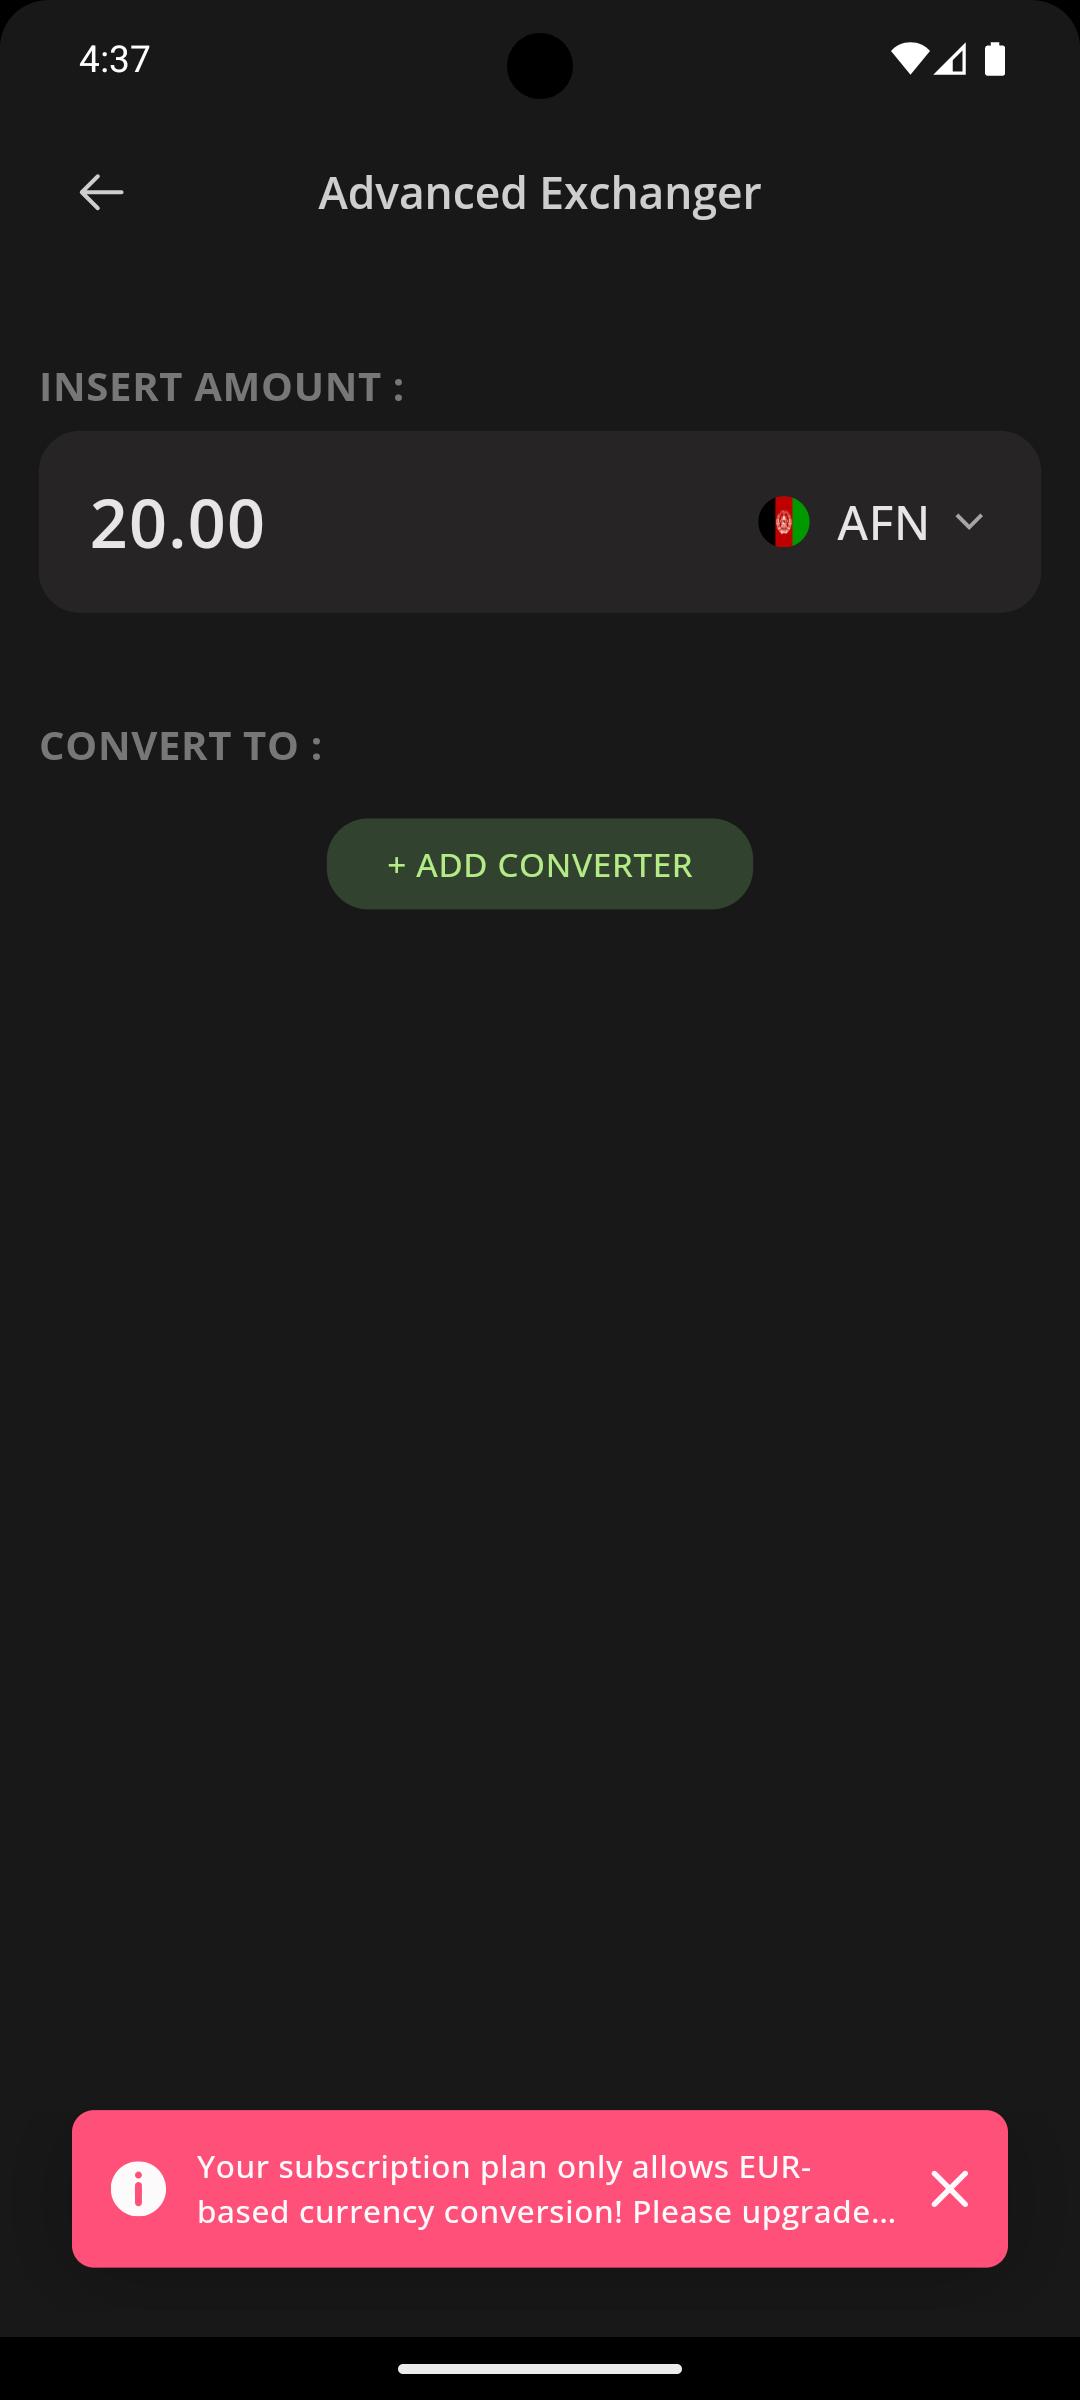 4:37
Advanced Exchanger
INSERT AMOUNT :
20.00
AFN
CONVERT TO :
+ ADD CONVERTER
Your subscription plan only allows EUR-
based currency conversion! Please upgrade...